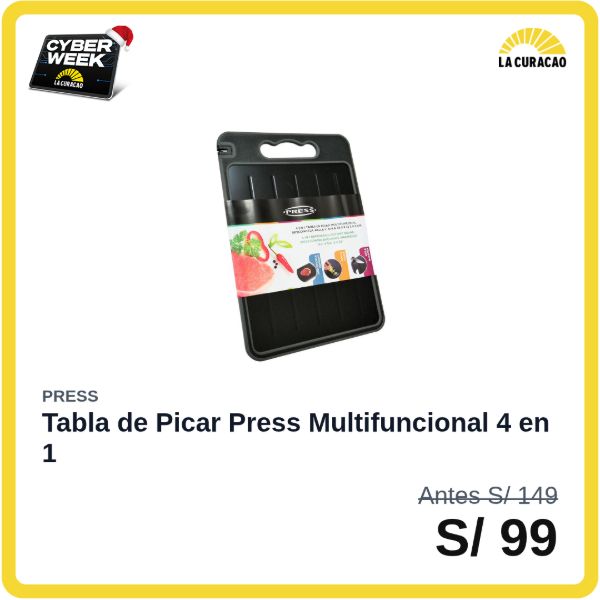 CYBER
WEEK
LA CURACAO
LA CURACAO
PRESS
PRESS
Tabla de Picar Press Multifuncional 4 en
1
Antes S/ 149
S/ 99